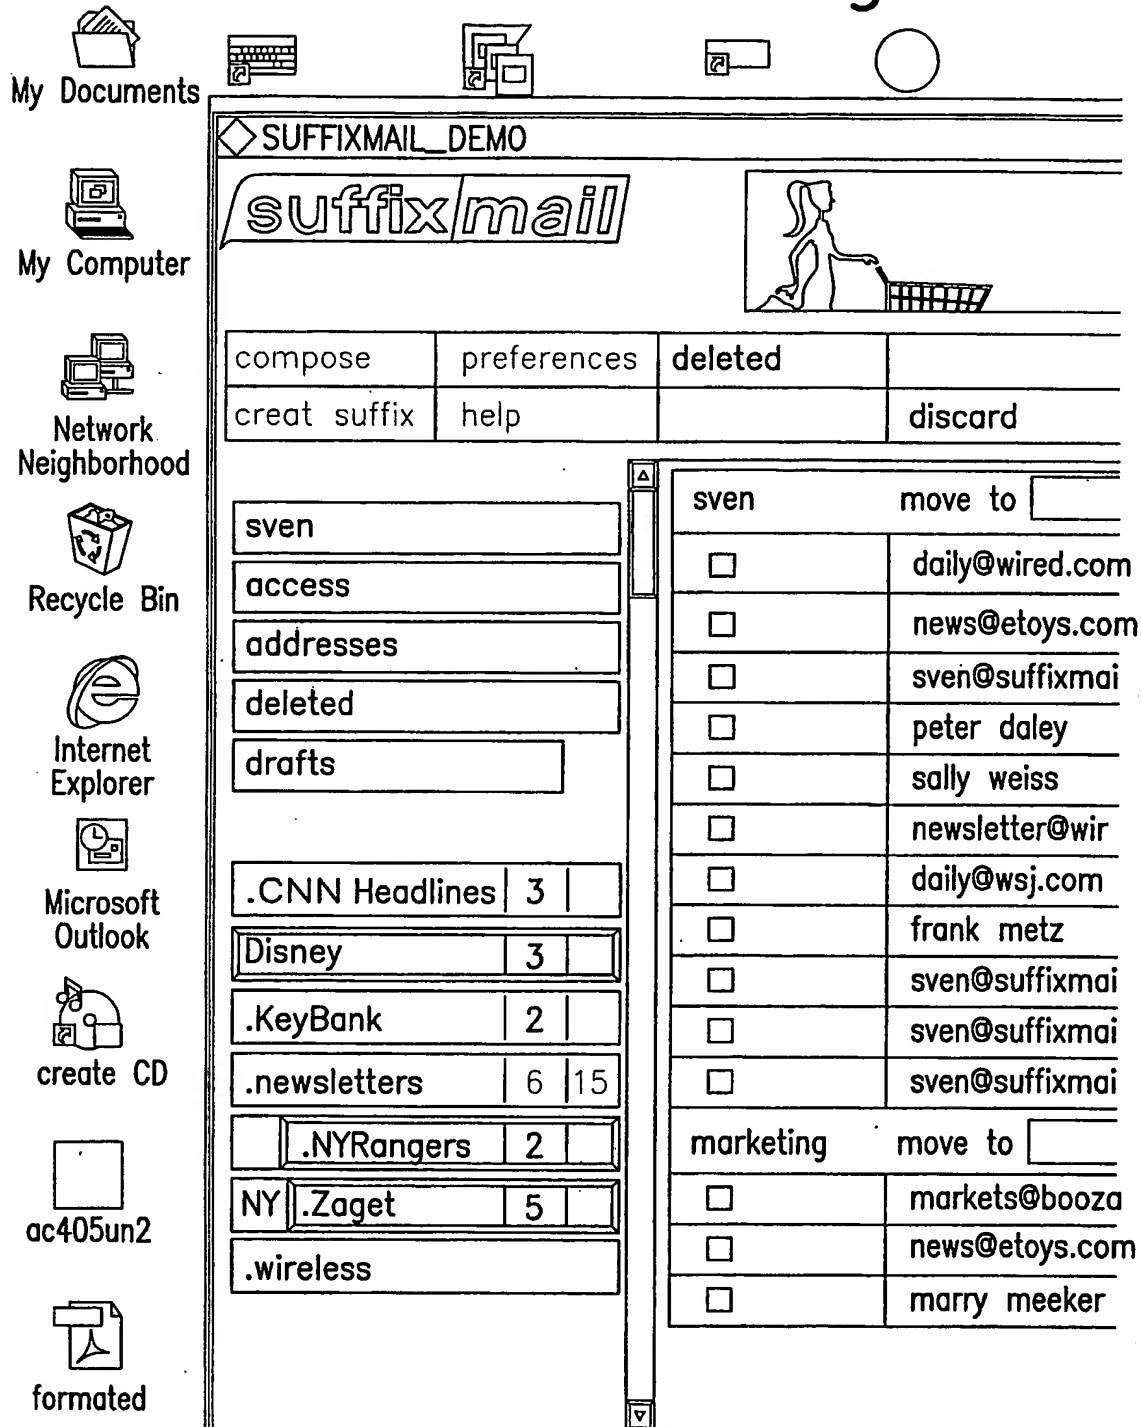 My Documents
My Computer
Network
Neighborhood
Recycle Bin
Internet
Explorer
Microsoft
Outlook
create CD
ac405un2
formated
SUFFIXMAIL_DEMO
suffix mail
compose preferences deleted
creat suffix help discard
sven
access
addresses
deleted
drafts
.CNN Headlines 3
Disney 3
.KeyBank 2
.newsletters 6 15
.NYRangers 2
NY .Zaget 5
.wireless
sven move to
daily@wired.com
news@etoys.com
sven@suffixmai
peter daley
sally weiss
newsletter@wir
daily@wsj.com
frank metz
sven@suffixmai
sven@suffixmai
sven@suffixmai
marketing move to
markets@booza
news@etoys.com
marry meeker